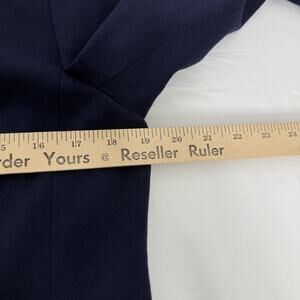 15 16 17 18 19 20 21 22 23 24
rder Yours @ Reseller Ruler